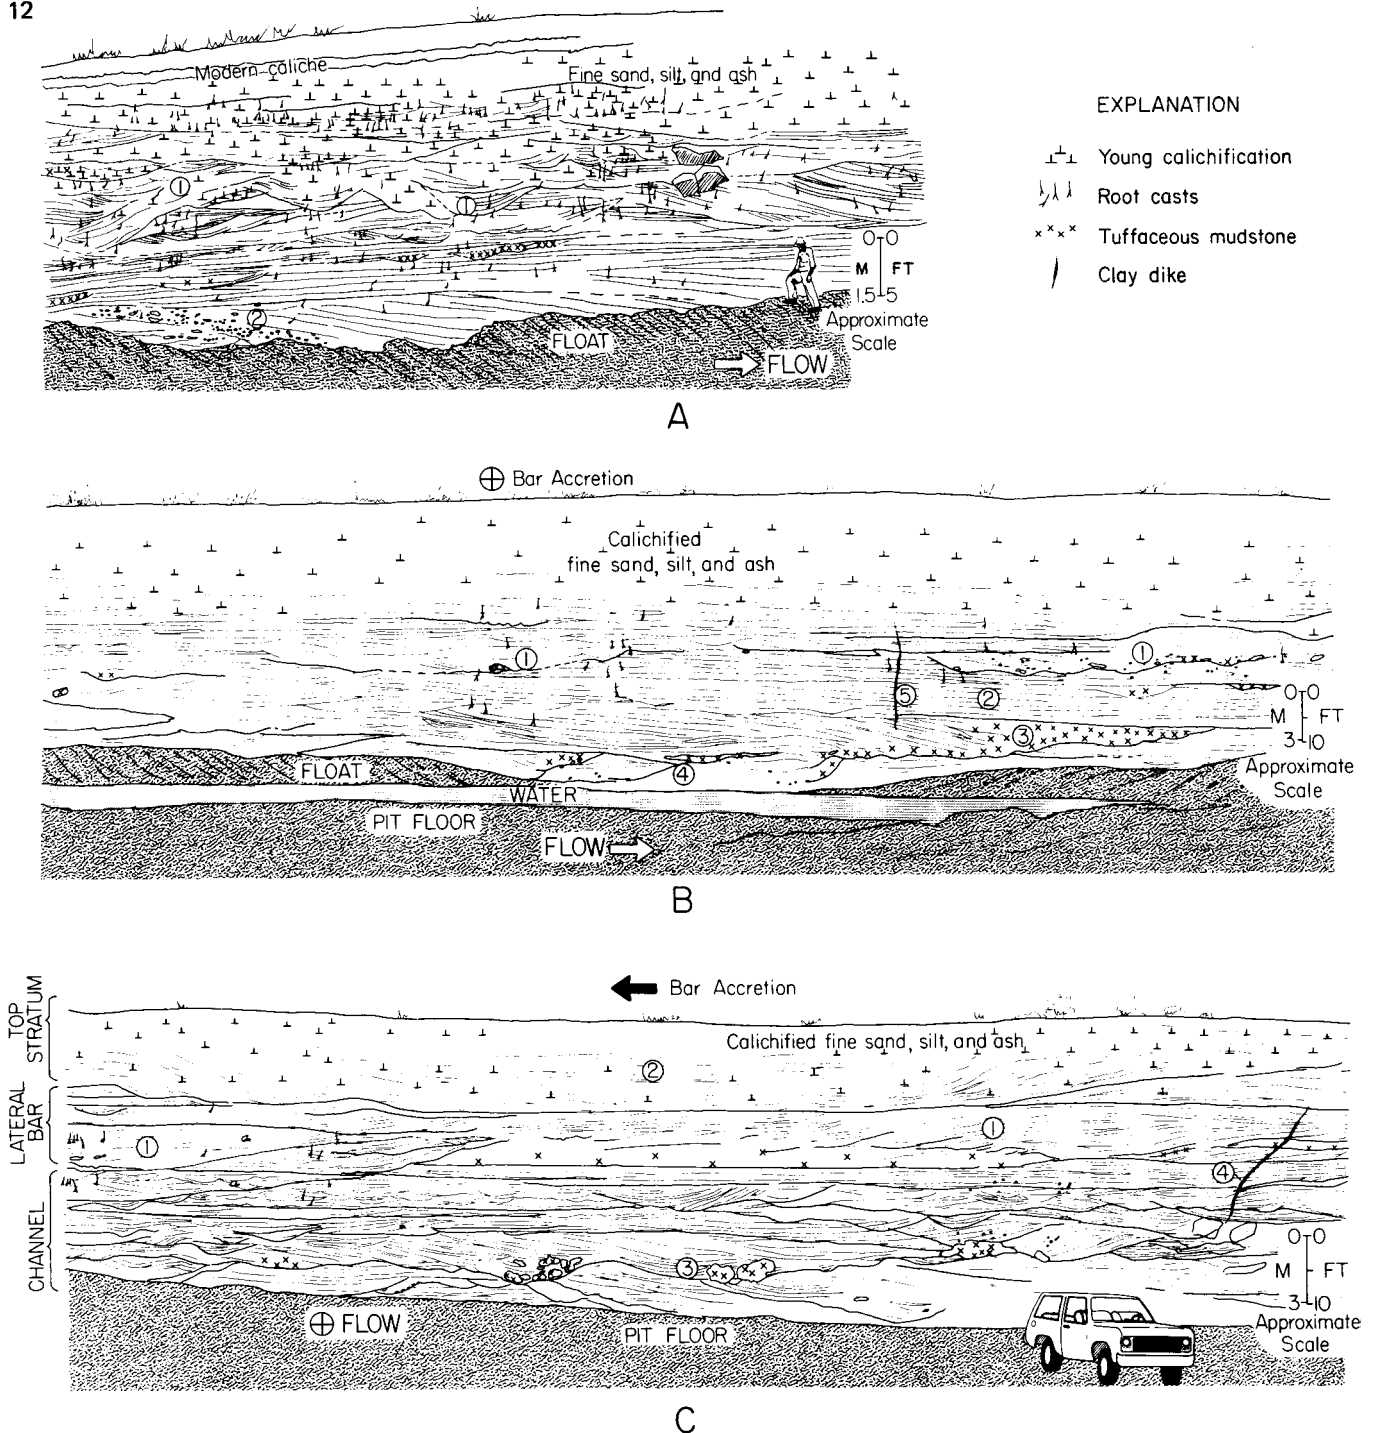 12
Modern caliche
Fine sand, silt, and ash
EXPLANATION
Young calichification
Root casts
Tuffaceous mudstone
Clay dike
1
1
2
0 0
M FT
1.5 5
Approximate
Scale
FLOAT
FLOW
A
Bar Accretion
Calichified
fine sand, silt, and ash
1
1
5
2
3
4
0 0
M FT
3 10
Approximate
Scale
FLOAT
WATER
PIT FLOOR
FLOW
B
Bar Accretion
TOP
STRATUM
LATERAL
BAR
CHANNEL
Calichified fine sand, silt, and ash
2
1
1
4
3
0 0
M FT
3 10
Approximate
Scale
FLOW
PIT FLOOR
C